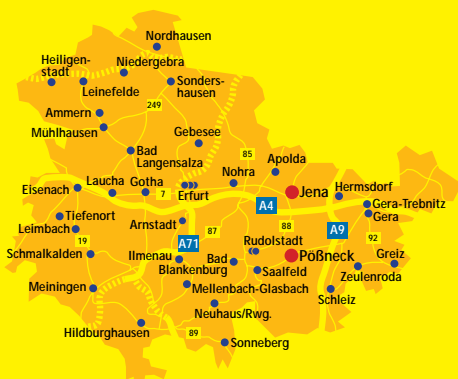 Nordhausen
Heiligen-
stadt
Niedergebra
Leinefelde
Sonders-
hausen
249
Ammern
Mühlhausen
Gebesee
Bad
Langensalza
85
Apolda
Nohra
Eisenach
Laucha
Gotha
7
Erfurt
Jena
Hermsdorf
A4
Gera-Trebnitz
Gera
Tiefenort
Leimbach
Arnstadt
87
88
A9
92
19
A71
Rudolstadt
Schmalkalden
Ilmenau
Bad
Blankenburg
Pößneck
Greiz
Saalfeld
Zeulenroda
Meiningen
Mellenbach-Glasbach
Schleiz
Neuhaus/Rwg.
Hildburghausen
89
Sonneberg